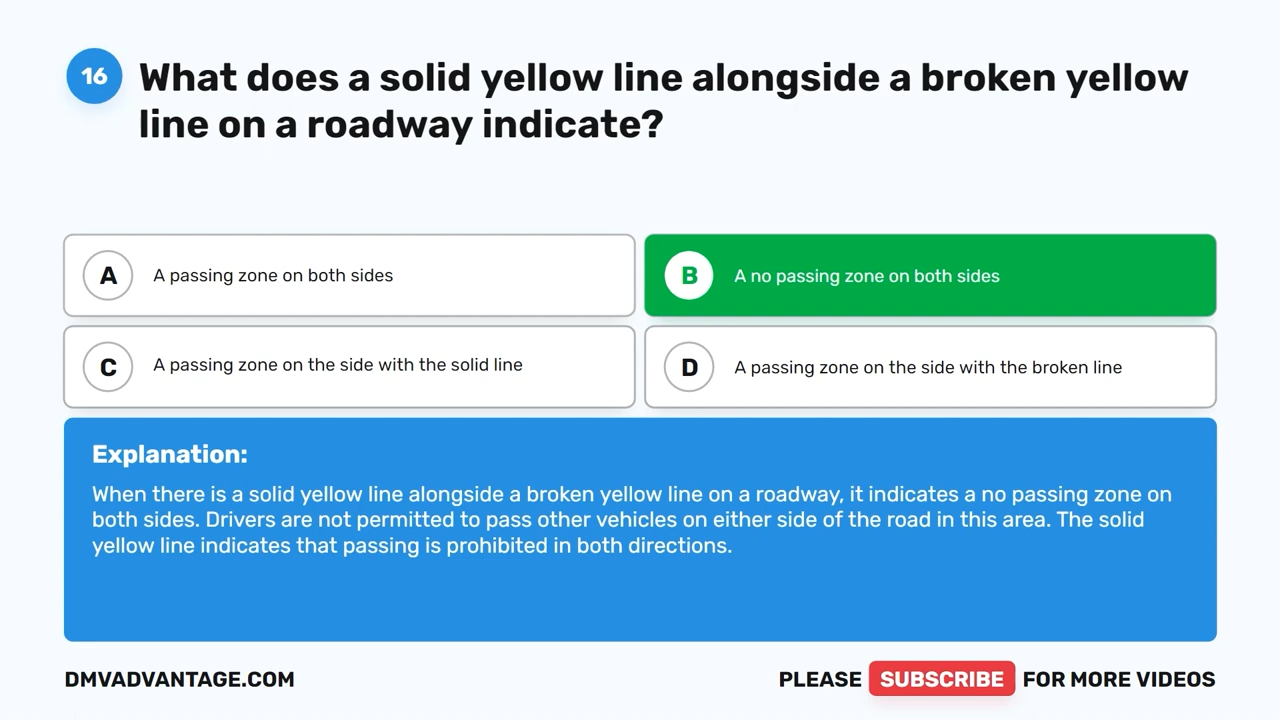 16
What does a solid yellow line alongside a broken yellow
line on a roadway indicate?
A
A passing zone on both sides
B
A no passing zone on both sides
C
A passing zone on the side with the solid line
D
A passing zone on the side with the broken line
Explanation:
When there is a solid yellow line alongside a broken yellow line on a roadway, it indicates a no passing zone on
both sides. Drivers are not permitted to pass other vehicles on either side of the road in this area. The solid
yellow line indicates that passing is prohibited in both directions.
DMVADVANTAGE.COM
PLEASE SUBSCRIBE FOR MORE VIDEOS